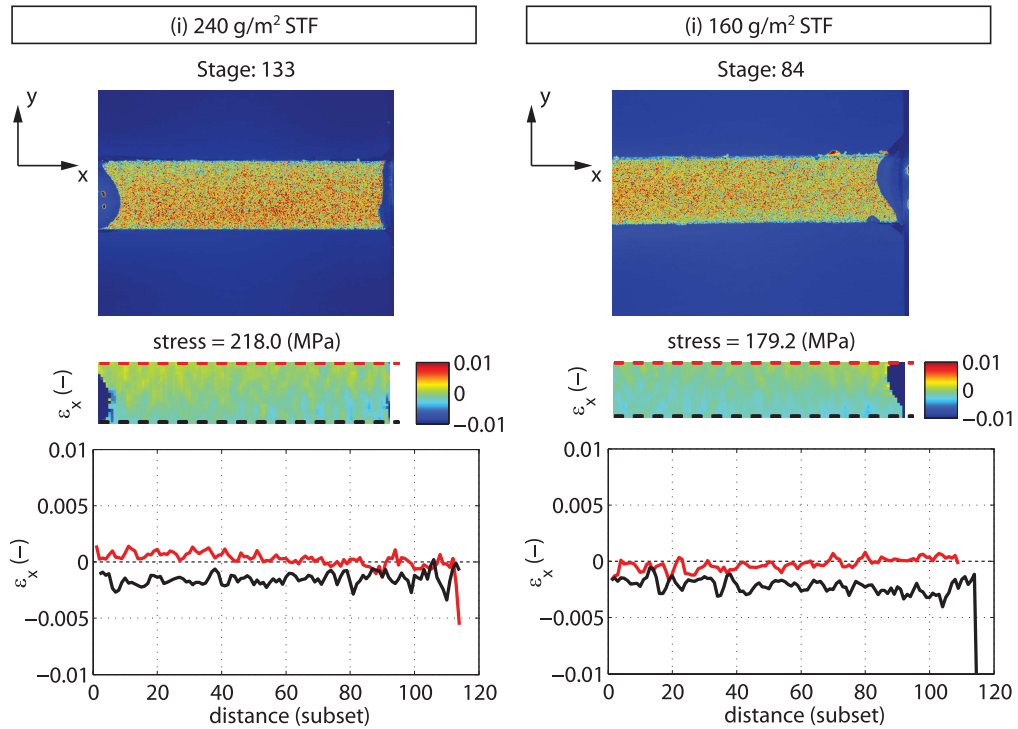 (i) 240 g/m² STF
Stage: 133
y
x
stress = 218.0 (MPa)
εₓ (−)
0.01
0
−0.01
0.01
0.005
0
−0.005
−0.01
εₓ (−)
0 20 40 60 80 100 120
distance (subset)
(i) 160 g/m² STF
Stage: 84
y
x
stress = 179.2 (MPa)
εₓ (−)
0.01
0
−0.01
0.01
0.005
0
−0.005
−0.01
εₓ (−)
0 20 40 60 80 100 120
distance (subset)